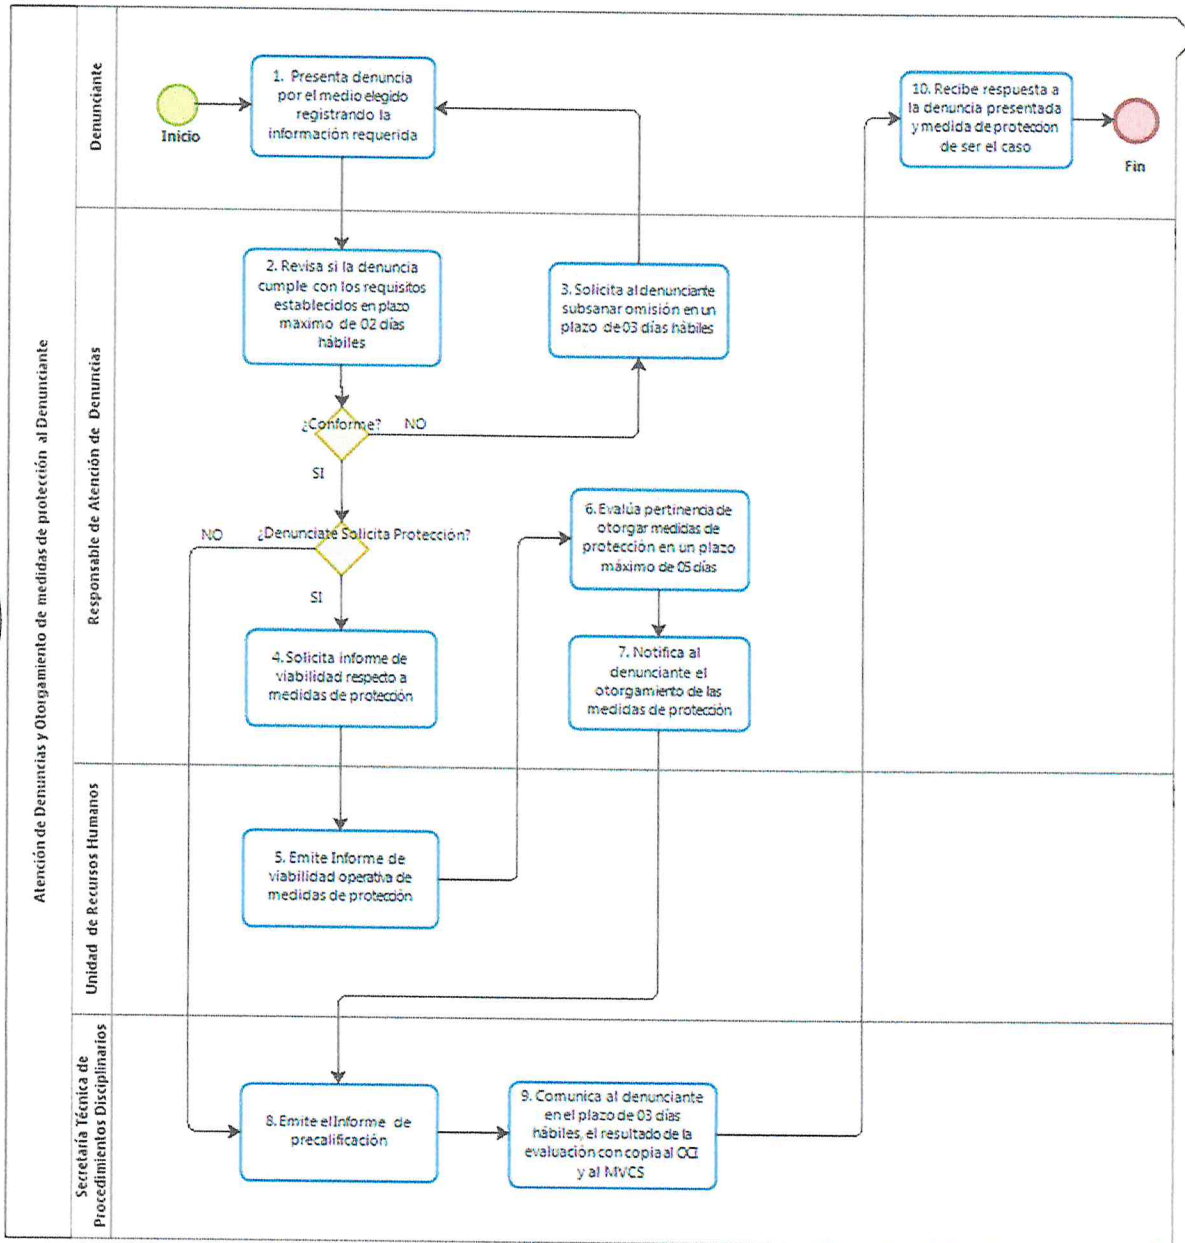 Atención de Denuncias y Otorgamiento de medidas de protección al Denunciante
Denunciante
Inicio
1. Presenta denuncia
por el medio elegido
registrando la
información requerida
10. Recibe respuesta a
la denuncia presentada
y medida de protección
de ser el caso
Fin
Responsable de Atención de Denuncias
2. Revisa si la denuncia
cumple con los requisitos
establecidos en plazo
máximo de 02 días
hábiles
3. Solicita al denunciante
subsanar omisión en un
plazo de 03 días hábiles
¿Conforme?
NO
SI
¿Denunciate Solicita Protección?
NO
SI
4. Solicita informe de
viabilidad respecto a
medidas de protección
6. Evalúa pertinencia de
otorgar medidas de
protección en un plazo
máximo de 05 días
7. Notifica al
denunciante el
otorgamiento de las
medidas de protección
Unidad de Recursos Humanos
5. Emite Informe de
viabilidad operativa de
medidas de protección
Secretaría Técnica de
Procedimientos Disciplinarios
8. Emite el Informe de
precalificación
9. Comunica al denunciante
en el plazo de 03 días
hábiles, el resultado de la
evaluación con copia al OCI
y al MVCS